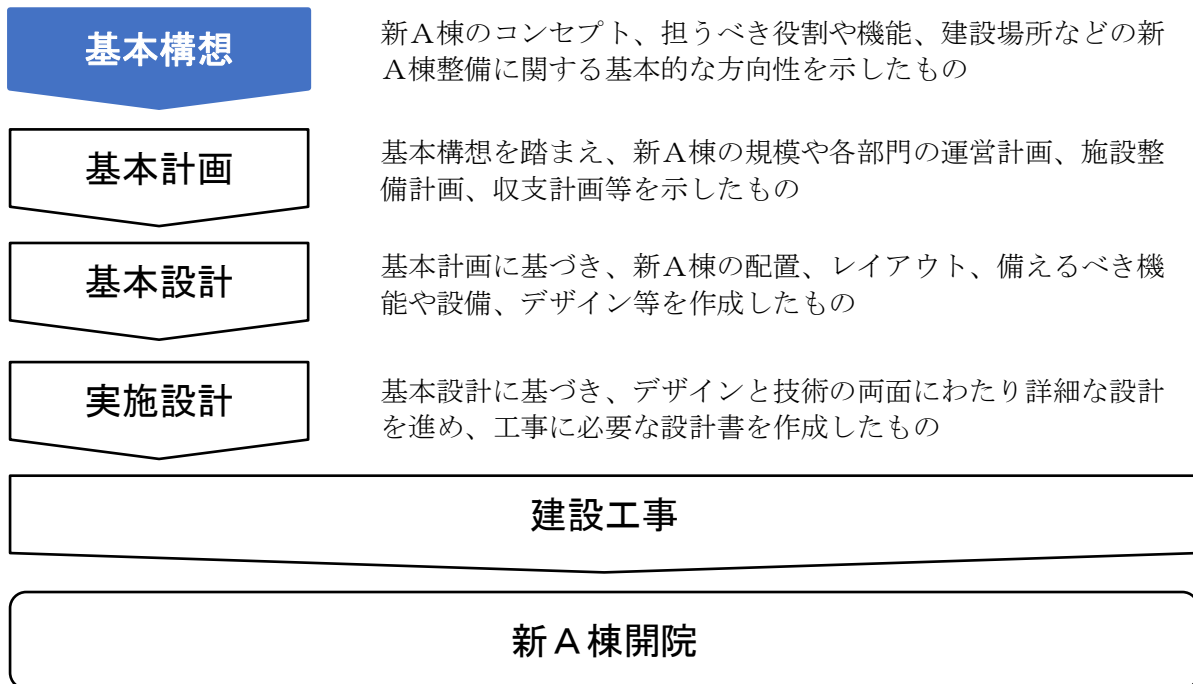 基本構想
新Ａ棟のコンセプト、担うべき役割や機能、建設場所などの新
Ａ棟整備に関する基本的な方向性を示したもの
基本計画
基本構想を踏まえ、新Ａ棟の規模や各部門の運営計画、施設整
備計画、収支計画等を示したもの
基本設計
基本計画に基づき、新Ａ棟の配置、レイアウト、備えるべき機
能や設備、デザイン等を作成したもの
実施設計
基本設計に基づき、デザインと技術の両面にわたり詳細な設計
を進め、工事に必要な設計書を作成したもの
建設工事
新Ａ棟開院